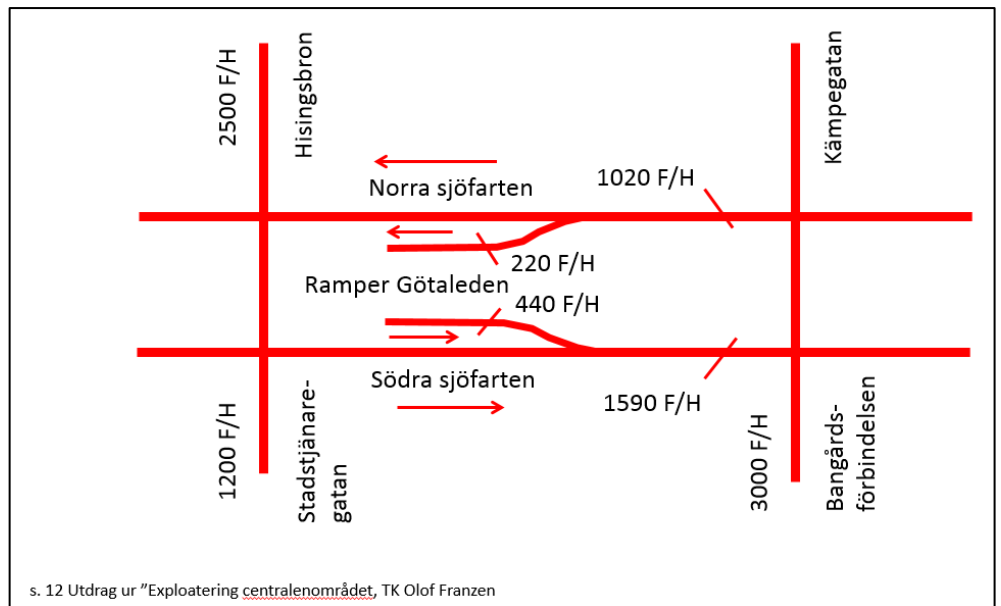 2500 F/H
Hisingsbron
Kämpegatan
Norra sjöfarten
1020 F/H
220 F/H
Ramper Götaleden
440 F/H
Södra sjöfarten
1590 F/H
1200 F/H
Stadstjänare-
gatan
3000 F/H
Bangårds-
förbindelsen
s. 12 Utdrag ur ”Exploatering centralenområdet, TK Olof Franzen